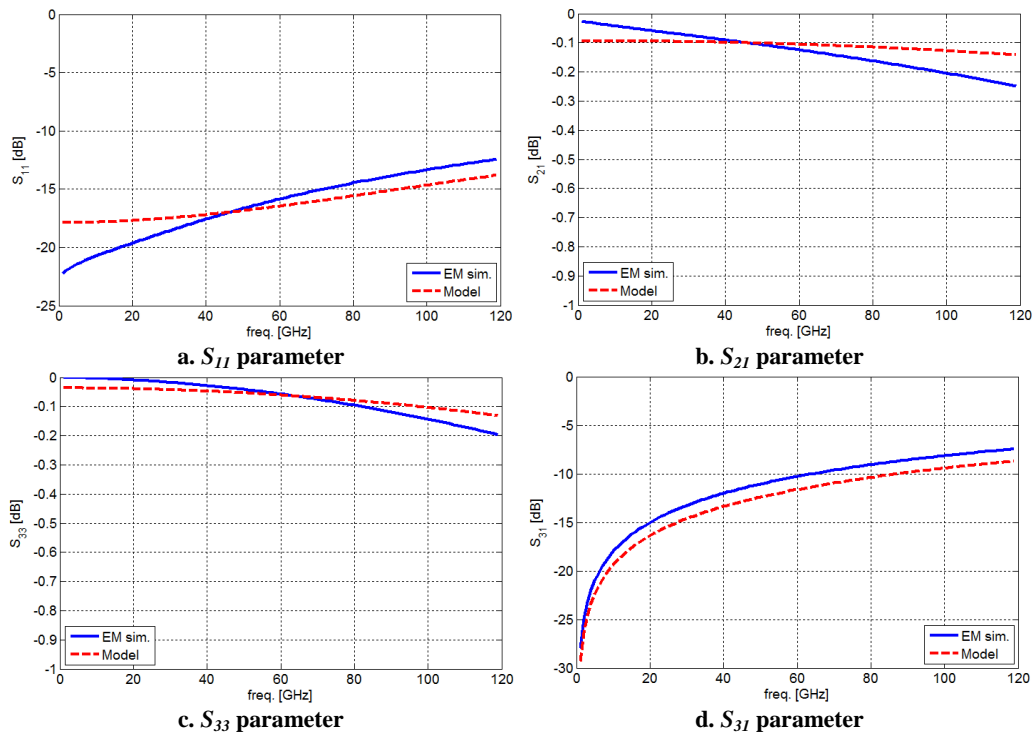 0
-5
-10
-15
-20
-25
S11 [dB]
EM sim.
Model
0 20 40 60 80 100 120
freq. [GHz]
a. S11 parameter
0
-0.1
-0.2
-0.3
-0.4
-0.5
-0.6
-0.7
-0.8
-0.9
-1
S21 [dB]
EM sim.
Model
0 20 40 60 80 100 120
freq. [GHz]
b. S21 parameter
0
-0.1
-0.2
-0.3
-0.4
-0.5
-0.6
-0.7
-0.8
-0.9
-1
S33 [dB]
EM sim.
Model
0 20 40 60 80 100 120
freq. [GHz]
c. S33 parameter
0
-5
-10
-15
-20
-25
-30
S31 [dB]
EM sim.
Model
0 20 40 60 80 100 120
freq. [GHz]
d. S31 parameter